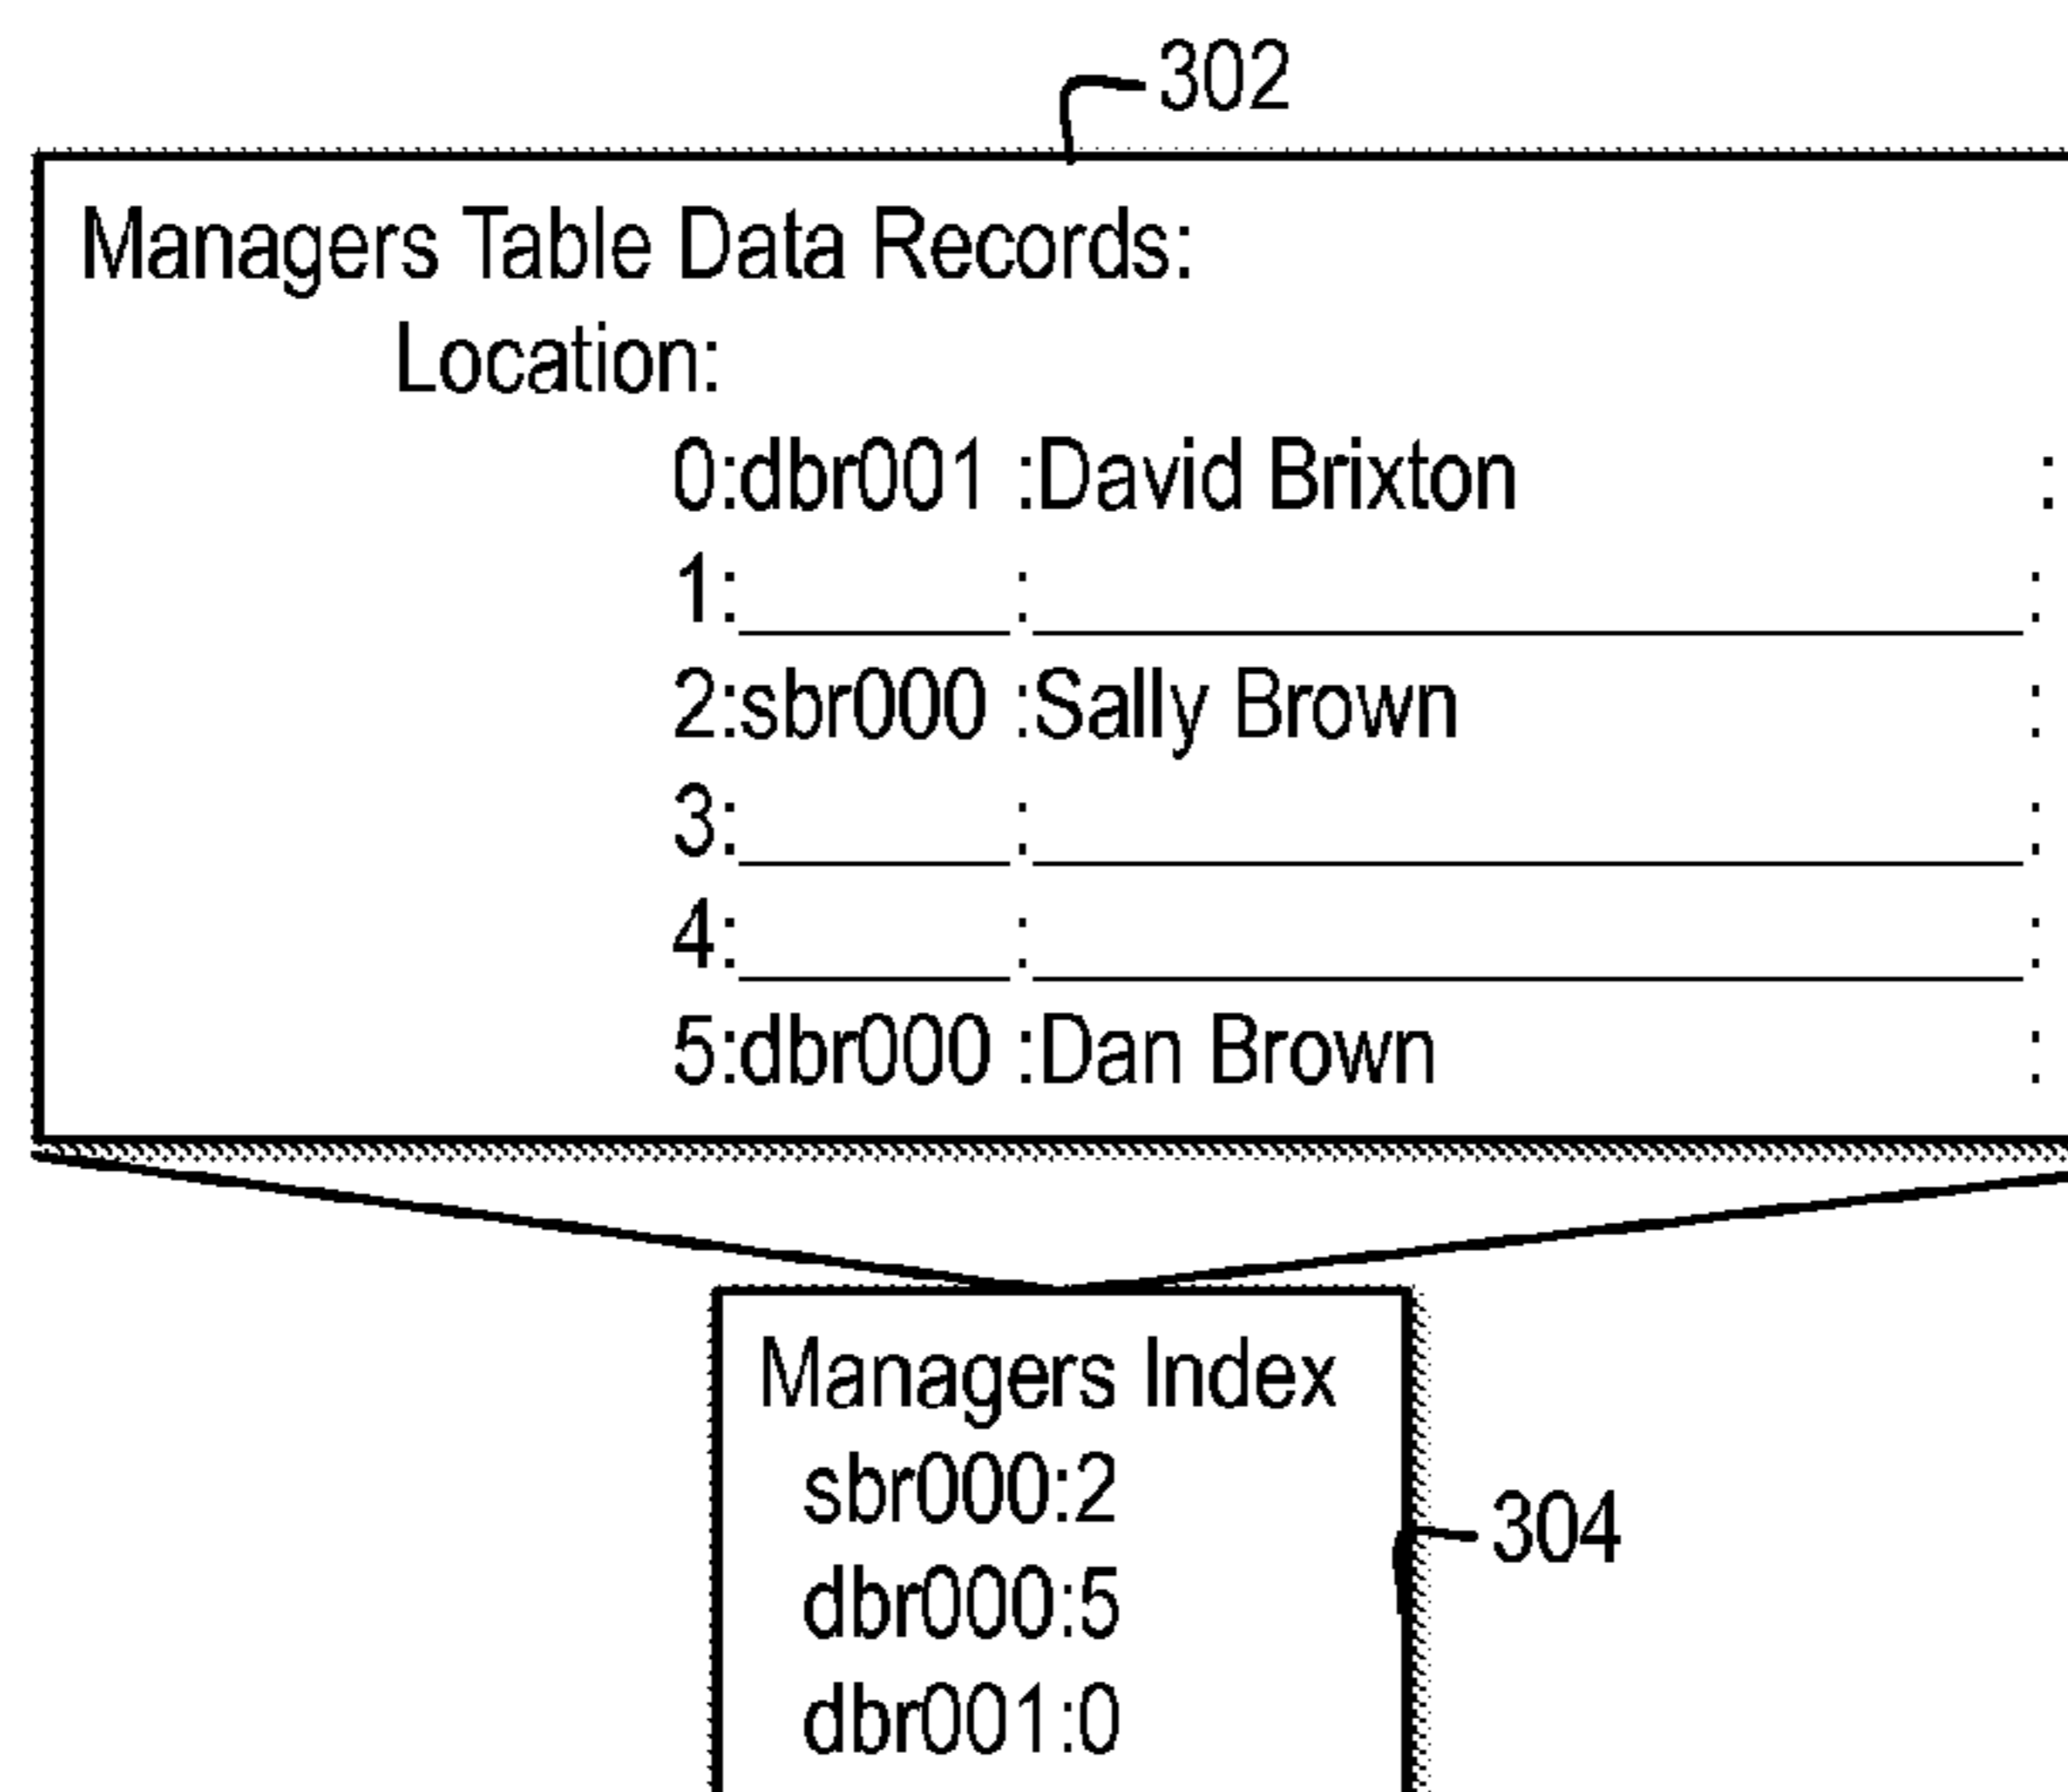 302
Managers Table Data Records:
Location:
0:dbr001 :David Brixton :
1:______:______________________:
2:sbr000 :Sally Brown :
3:______:______________________:
4:______:______________________:
5:dbr000 :Dan Brown :
Managers Index
sbr000:2
304
dbr000:5
dbr001:0